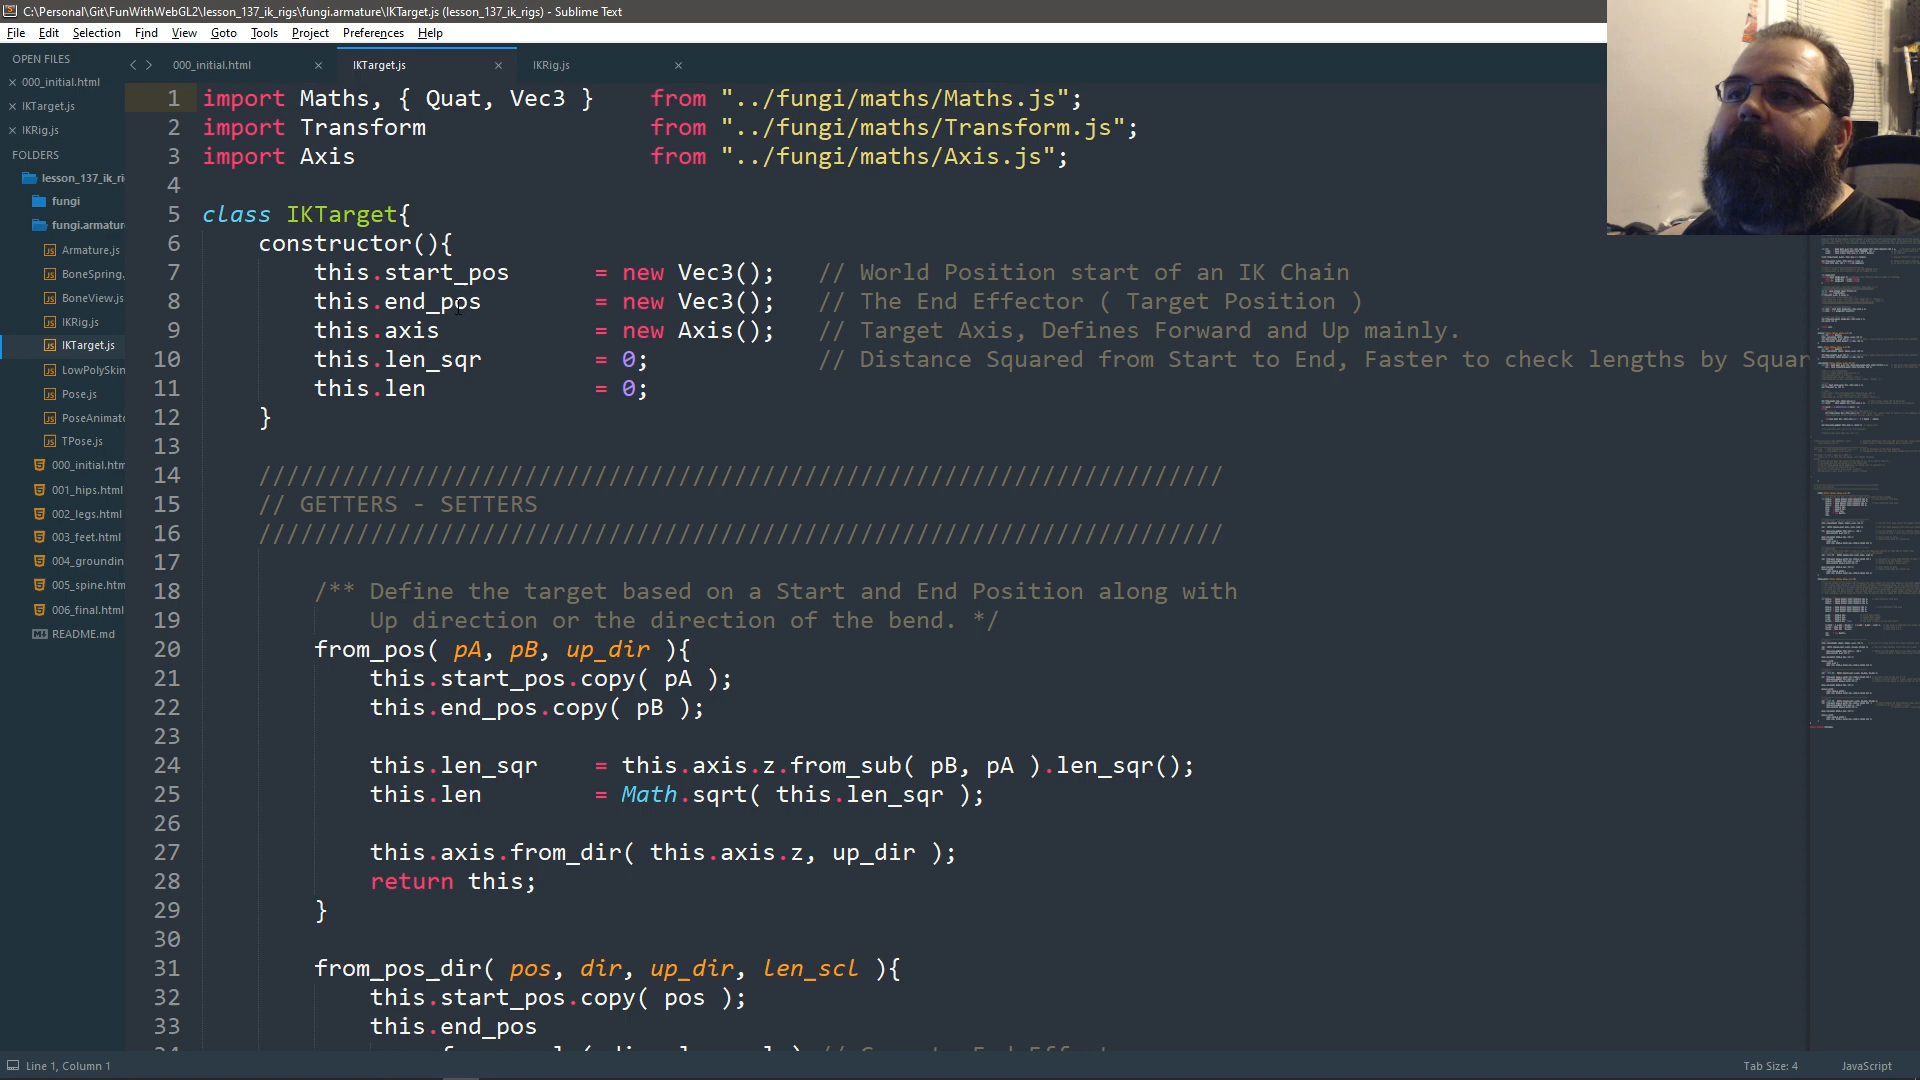 C:\Personal\Git\FunWithWebGL2\lesson_137_ik_rigs\fungi.armature\IKTarget.js (lesson_137_ik_rigs) - Sublime Text
File Edit Selection Find View Goto Tools Project Preferences Help
OPEN FILES
000_initial.html
IKTarget.js
IKRig.js
FOLDERS
lesson_137_ik_ri
fungi
fungi.armatur
Armature.js
BoneSpring.
BoneView.js
IKRig.js
IKTarget.js
LowPolySkin
Pose.js
PoseAnimato
TPose.js
000_initial.htm
001_hips.html
002_legs.html
003_feet.html
004_groundin
005_spine.htm
006_final.html
README.md
000_initial.html IKTarget.js IKRig.js
1 import Maths, { Quat, Vec3 } from "../fungi/maths/Maths.js";
2 import Transform from "../fungi/maths/Transform.js";
3 import Axis from "../fungi/maths/Axis.js";
4
5 class IKTarget{
6 constructor(){
7 this.start_pos = new Vec3(); // World Position start of an IK Chain
8 this.end_pos = new Vec3(); // The End Effector ( Target Position )
9 this.axis = new Axis(); // Target Axis, Defines Forward and Up mainly.
10 this.len_sqr = 0; // Distance Squared from Start to End, Faster to check lengths by Squar
11 this.len = 0;
12 }
13
14 /////////////////////////////////////////////////////////////////////
15 // GETTERS - SETTERS
16 /////////////////////////////////////////////////////////////////////
17
18 /** Define the target based on a Start and End Position along with
19 Up direction or the direction of the bend. */
20 from_pos( pA, pB, up_dir ){
21 this.start_pos.copy( pA );
22 this.end_pos.copy( pB );
23
24 this.len_sqr = this.axis.z.from_sub( pB, pA ).len_sqr();
25 this.len = Math.sqrt( this.len_sqr );
26
27 this.axis.from_dir( this.axis.z, up_dir );
28 return this;
29 }
30
31 from_pos_dir( pos, dir, up_dir, len_scl ){
32 this.start_pos.copy( pos );
33 this.end_pos
Line 1, Column 1
Tab Size: 4
JavaScript